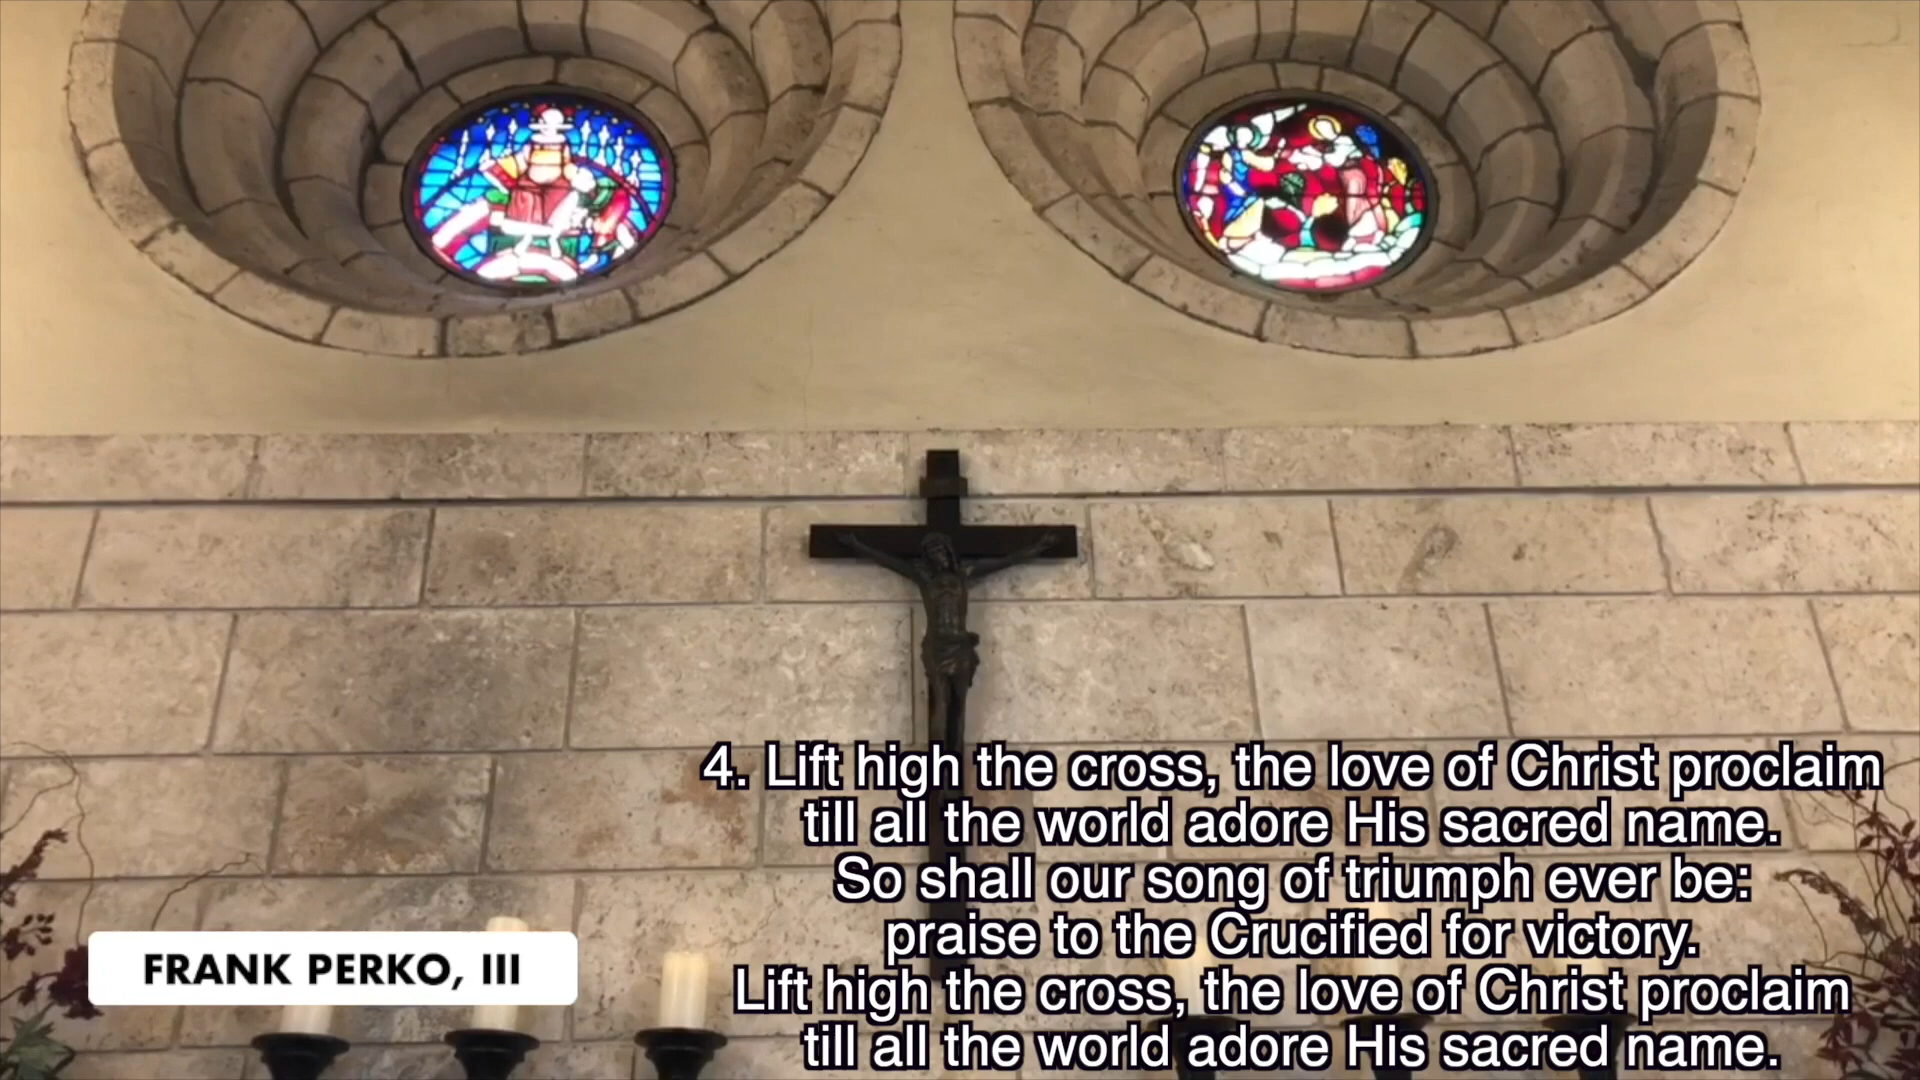 4. Lift high the cross, the love of Christ proclaim
till all the world adore His sacred name.
So shall our song of triumph ever be:
praise to the Crucified for victory.
Lift high the cross, the love of Christ proclaim
till all the world adore His sacred name.
FRANK PERKO, III